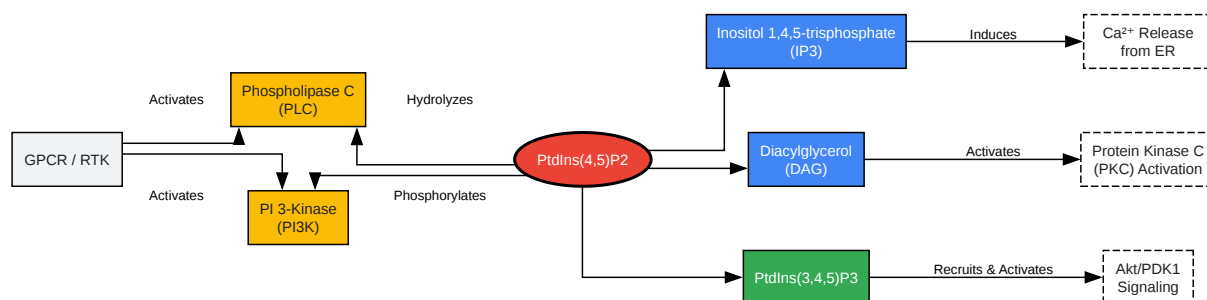 Inositol 1,4,5-trisphosphate
(IP3)
Induces
Ca²⁺ Release
from ER
Phospholipase C
(PLC)
Activates
Hydrolyzes
GPCR / RTK
PtdIns(4,5)P2
Diacylglycerol
(DAG)
Activates
Protein Kinase C
(PKC) Activation
Activates
PI 3-Kinase
(PI3K)
Phosphorylates
PtdIns(3,4,5)P3
Recruits & Activates
Akt/PDK1
Signaling